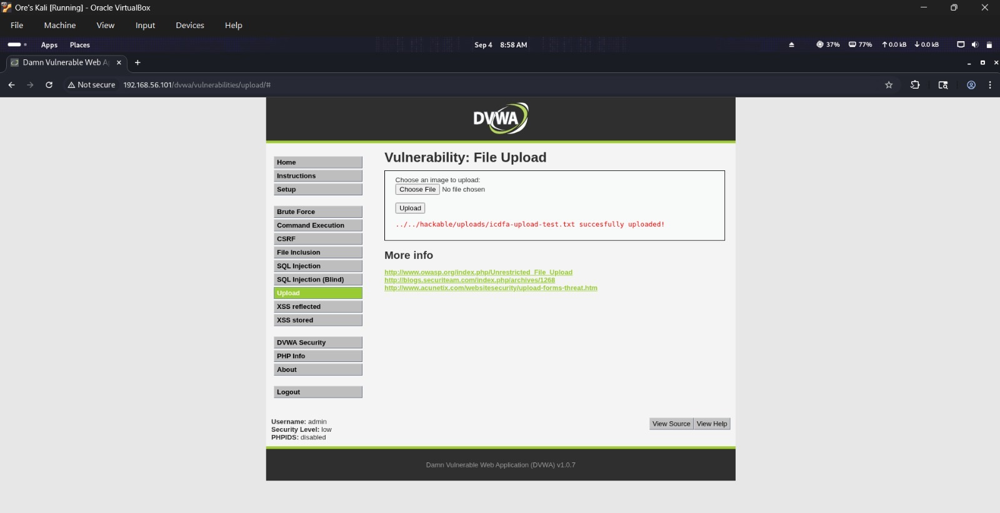 Ore's Kali [Running] - Oracle VirtualBox
File Machine View Input Devices Help
Apps Places Sep 4 8:58 AM 37% 77% 0.0 kB 0.0 kB
Damn Vulnerable Web A
Not secure 192.168.56.101/dvwa/vulnerabilities/upload/#
DVWA
Home
Instructions
Setup
Brute Force
Command Execution
CSRF
File Inclusion
SQL Injection
SQL Injection (Blind)
Upload
XSS reflected
XSS stored
DVWA Security
PHP Info
About
Logout
Vulnerability: File Upload
Choose an image to upload:
Choose File No file chosen
Upload
../../hackable/uploads/icdfa-upload-test.txt succesfully uploaded!
More info
http://www.owasp.org/index.php/Unrestricted_File_Upload
http://blogs.securiteam.com/index.php/archives/1268
http://www.acunetix.com/websitesecurity/upload-forms-threat.htm
Username: admin
Security Level: low
PHPIDS: disabled
View Source View Help
Damn Vulnerable Web Application (DVWA) v1.0.7